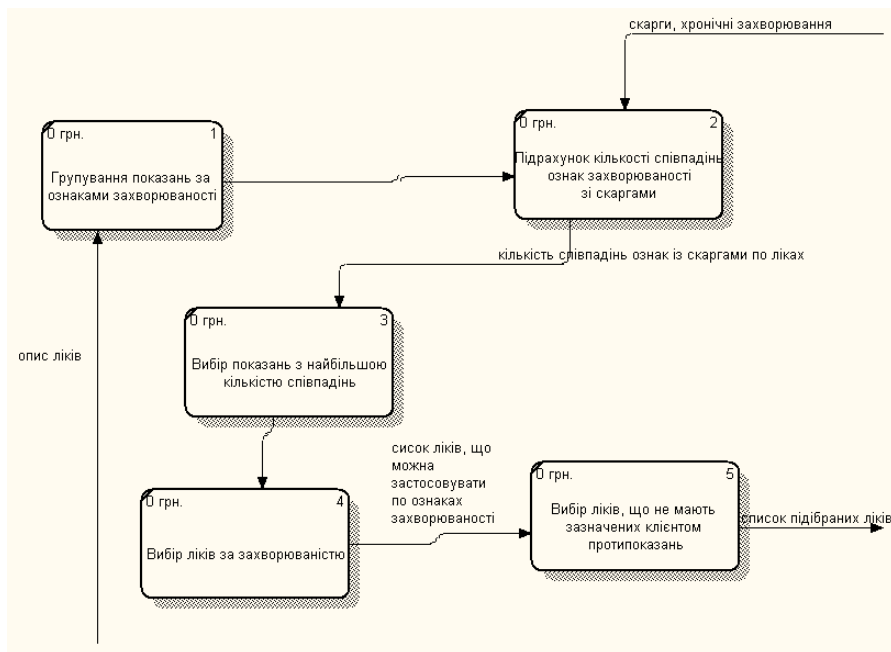 скарги, хронічні захворювання
0 грн. 1
Групування показань за
ознаками захворюваності
0 грн. 2
Підрахунок кількості співпадінь
ознак захворюваності
зі скаргами
кількість співпадінь ознак із скаргами по ліках
0 грн. 3
Вибір показань з найбільшою
кількістю співпадінь
опис ліків
0 грн. 4
Вибір ліків за захворюваністю
сисок ліків, що
можна
застосовувати
по ознаках
захворюваності
0 грн. 5
Вибір ліків, що не мають
зазначених клієнтом
протипоказань
список підібраних ліків